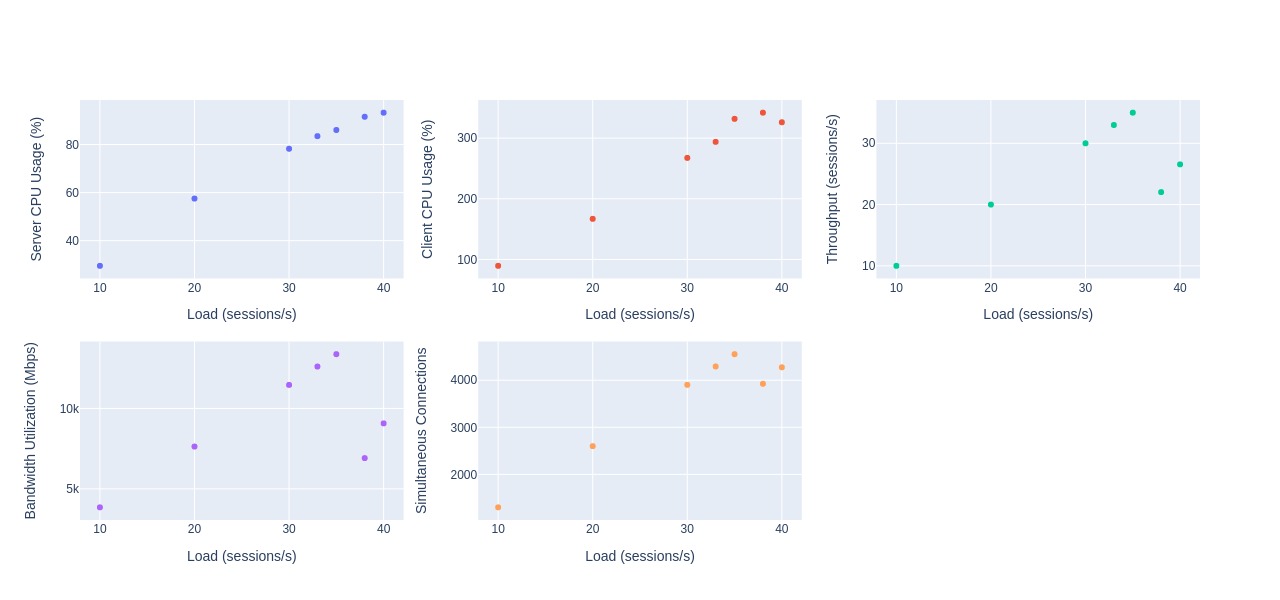 Server CPU Usage (%)
80
60
40
10 20 30 40
Load (sessions/s)
Client CPU Usage (%)
300
200
100
10 20 30 40
Load (sessions/s)
Throughput (sessions/s)
30
20
10
10 20 30 40
Load (sessions/s)
Bandwidth Utilization (Mbps)
10k
5k
10 20 30 40
Load (sessions/s)
Simultaneous Connections
4000
3000
2000
10 20 30 40
Load (sessions/s)